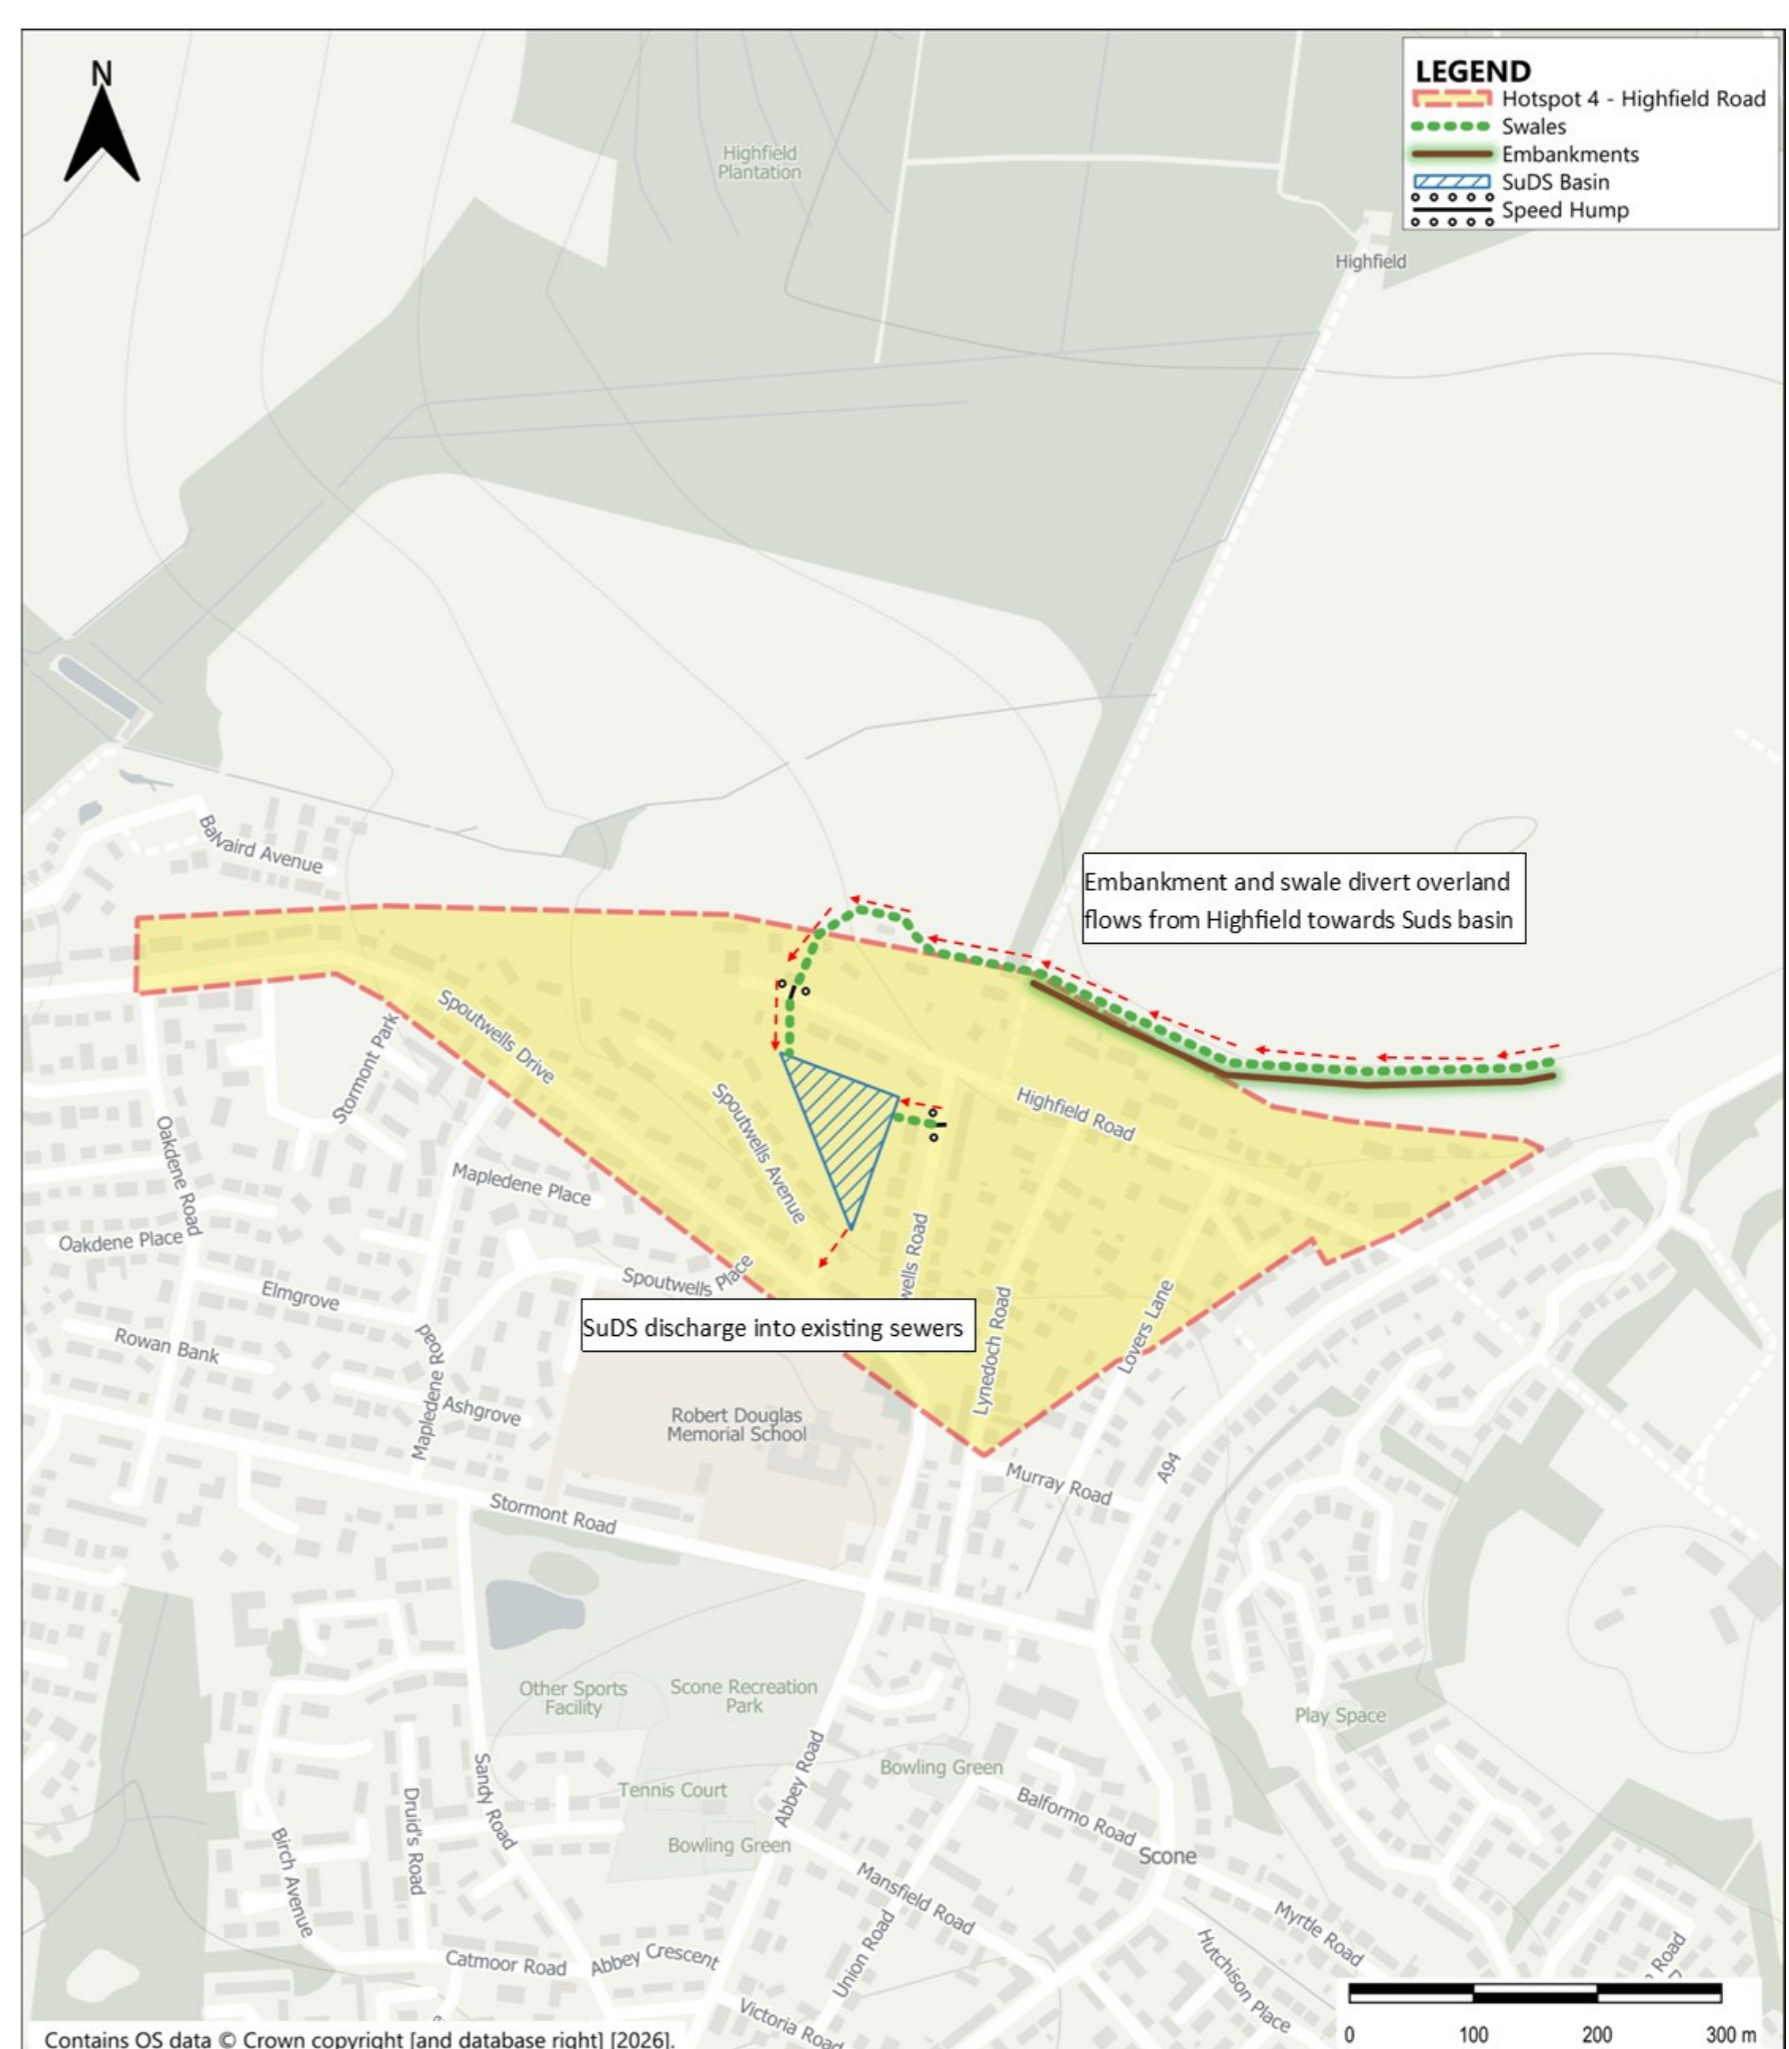 N
LEGEND
Hotspot 4 - Highfield Road
Swales
Embankments
SuDS Basin
Speed Hump
Highfield
Plantation
Highfield
Balvaird Avenue
Embankment and swale divert overland
flows from Highfield towards Suds basin
Spoutwells Drive
Stormont Park
Highfield Road
Spoutwells Avenue
Oakdene Road
Mapledene Place
Oakdene Place
Spoutwells Place
wells Road
Elmgrove
Lynedoch Road
Lovers Lane
SuDS discharge into existing sewers
Rowan Bank
Mapledene Road
Ashgrove
Robert Douglas
Memorial School
A94
Murray Road
Stormont Road
Other Sports
Facility
Scone Recreation
Park
Play Space
Abbey Road
Bowling Green
Sandy Road
Tennis Court
Druid's Road
Balformo Road
Bowling Green
Scone
Birch Avenue
Mansfield Road
Myrtle Road
Union Road
Hutchison Place
Road
Catmoor Road
Abbey Crescent
Victoria Road
Contains OS data © Crown copyright [and database right] [2026].
0 100 200 300 m